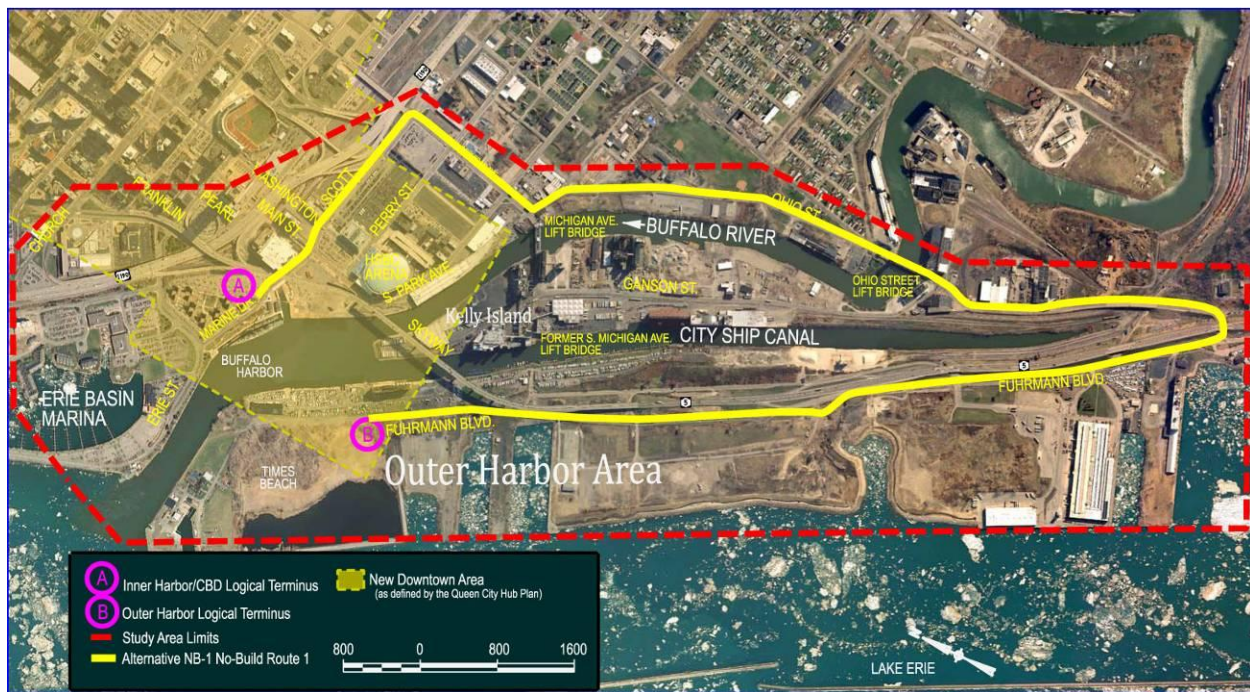 CHURCH
FRANKLIN
PEARL
WASHINGTON
MAIN ST.
SCOTT
PERRY ST.
HSBC ARENA
S. PARK AVE.
I190
I190
A
MARINE DR.
BUFFALO
HARBOR
ERIE ST.
ERIE BASIN
MARINA
SKYWAY
Kelly Island
MICHIGAN AVE.
LIFT BRIDGE
BUFFALO RIVER
OHIO ST.
OHIO STREET
LIFT BRIDGE
GANSON ST.
FORMER S. MICHIGAN AVE.
LIFT BRIDGE
CITY SHIP CANAL
5
5
FUHRMANN BLVD.
B
FUHRMANN BLVD.
Outer Harbor Area
TIMES
BEACH
A Inner Harbor/CBD Logical Terminus
B Outer Harbor Logical Terminus
Study Area Limits
Alternative NB-1 No-Build Route 1
New Downtown Area
(as defined by the Queen City Hub Plan)
800 0 800 1600
LAKE ERIE